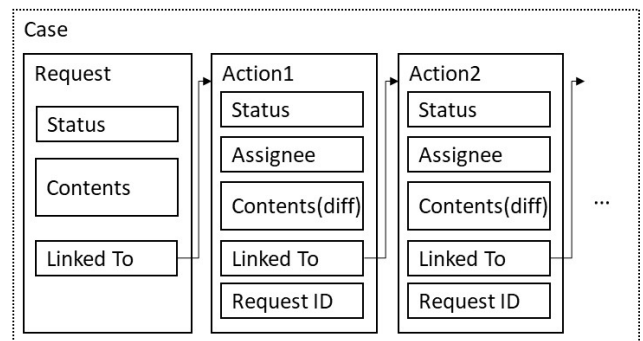 Case
Request
Status
Contents
Linked To
Action1
Status
Assignee
Contents(diff)
Linked To
Request ID
Action2
Status
Assignee
Contents(diff)
Linked To
Request ID
...